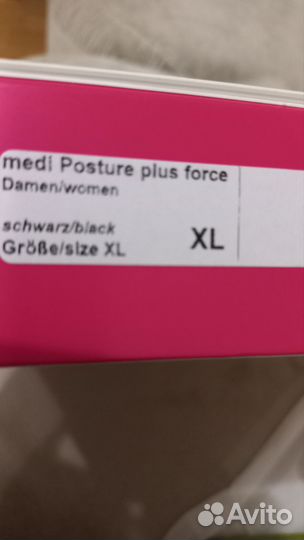 medi Posture plus force
Damen/women
schwarz/black
Größe/size XL
XL
Avito